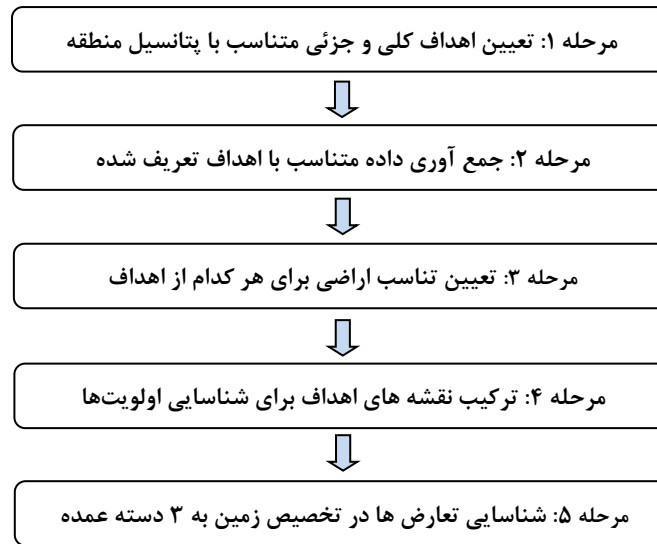 مرحله ۱: تعیین اهداف کلی و جزئی متناسب با پتانسیل منطقه
مرحله ۲: جمع آوری داده متناسب با اهداف تعریف شده
مرحله ۳: تعیین تناسب اراضی برای هر کدام از اهداف
مرحله ۴: ترکیب نقشه های اهداف برای شناسایی اولویت‌ها
مرحله ۵: شناسایی تعارض ها در تخصیص زمین به ۳ دسته عمده